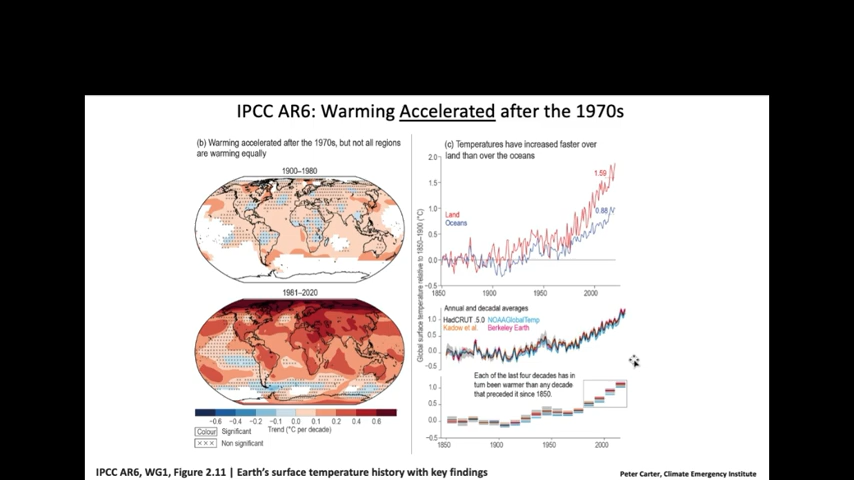 IPCC AR6: Warming Accelerated after the 1970s
(b) Warming accelerated after the 1970s, but not all regions
are warming equally
1900–1980
1981–2020
−0.6 −0.4 −0.2 0.0 0.1 0.2 0.4 0.6
Trend (°C per decade)
Colour Significant
××× Non significant
(c) Temperatures have increased faster over
land than over the oceans
Global surface temperature relative to 1850–1900 (°C)
2.0
1.5
1.0
0.5
0.0
−0.5
1.59
0.88
Land
Oceans
1850 1900 1950 2000
Annual and decadal averages
HadCRUT .5.0 NOAAGlobalTemp
Kadow et al. Berkeley Earth
1.0
0.5
0.0
−0.5
Each of the last four decades has in
turn been warmer than any decade
that preceded it since 1850.
1.0
0.5
0.0
−0.5
1850 1900 1950 2000
IPCC AR6, WG1, Figure 2.11 | Earth's surface temperature history with key findings
Peter Carter, Climate Emergency Institute